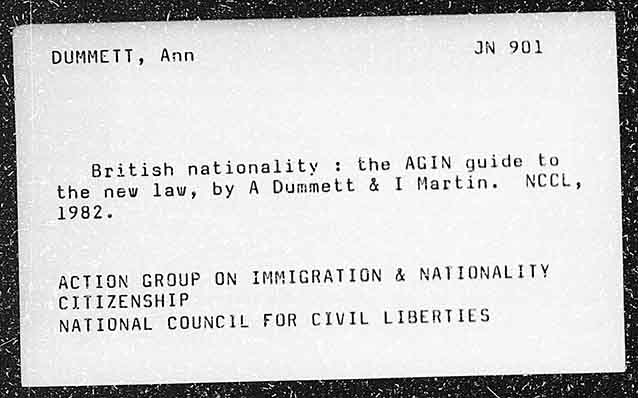 DUMMETT, Ann JN 901
British nationality : the AGIN guide to
the new law, by A Dummett & I Martin. NCCL,
1982.
ACTION GROUP ON IMMIGRATION & NATIONALITY
CITIZENSHIP
NATIONAL COUNCIL FOR CIVIL LIBERTIES